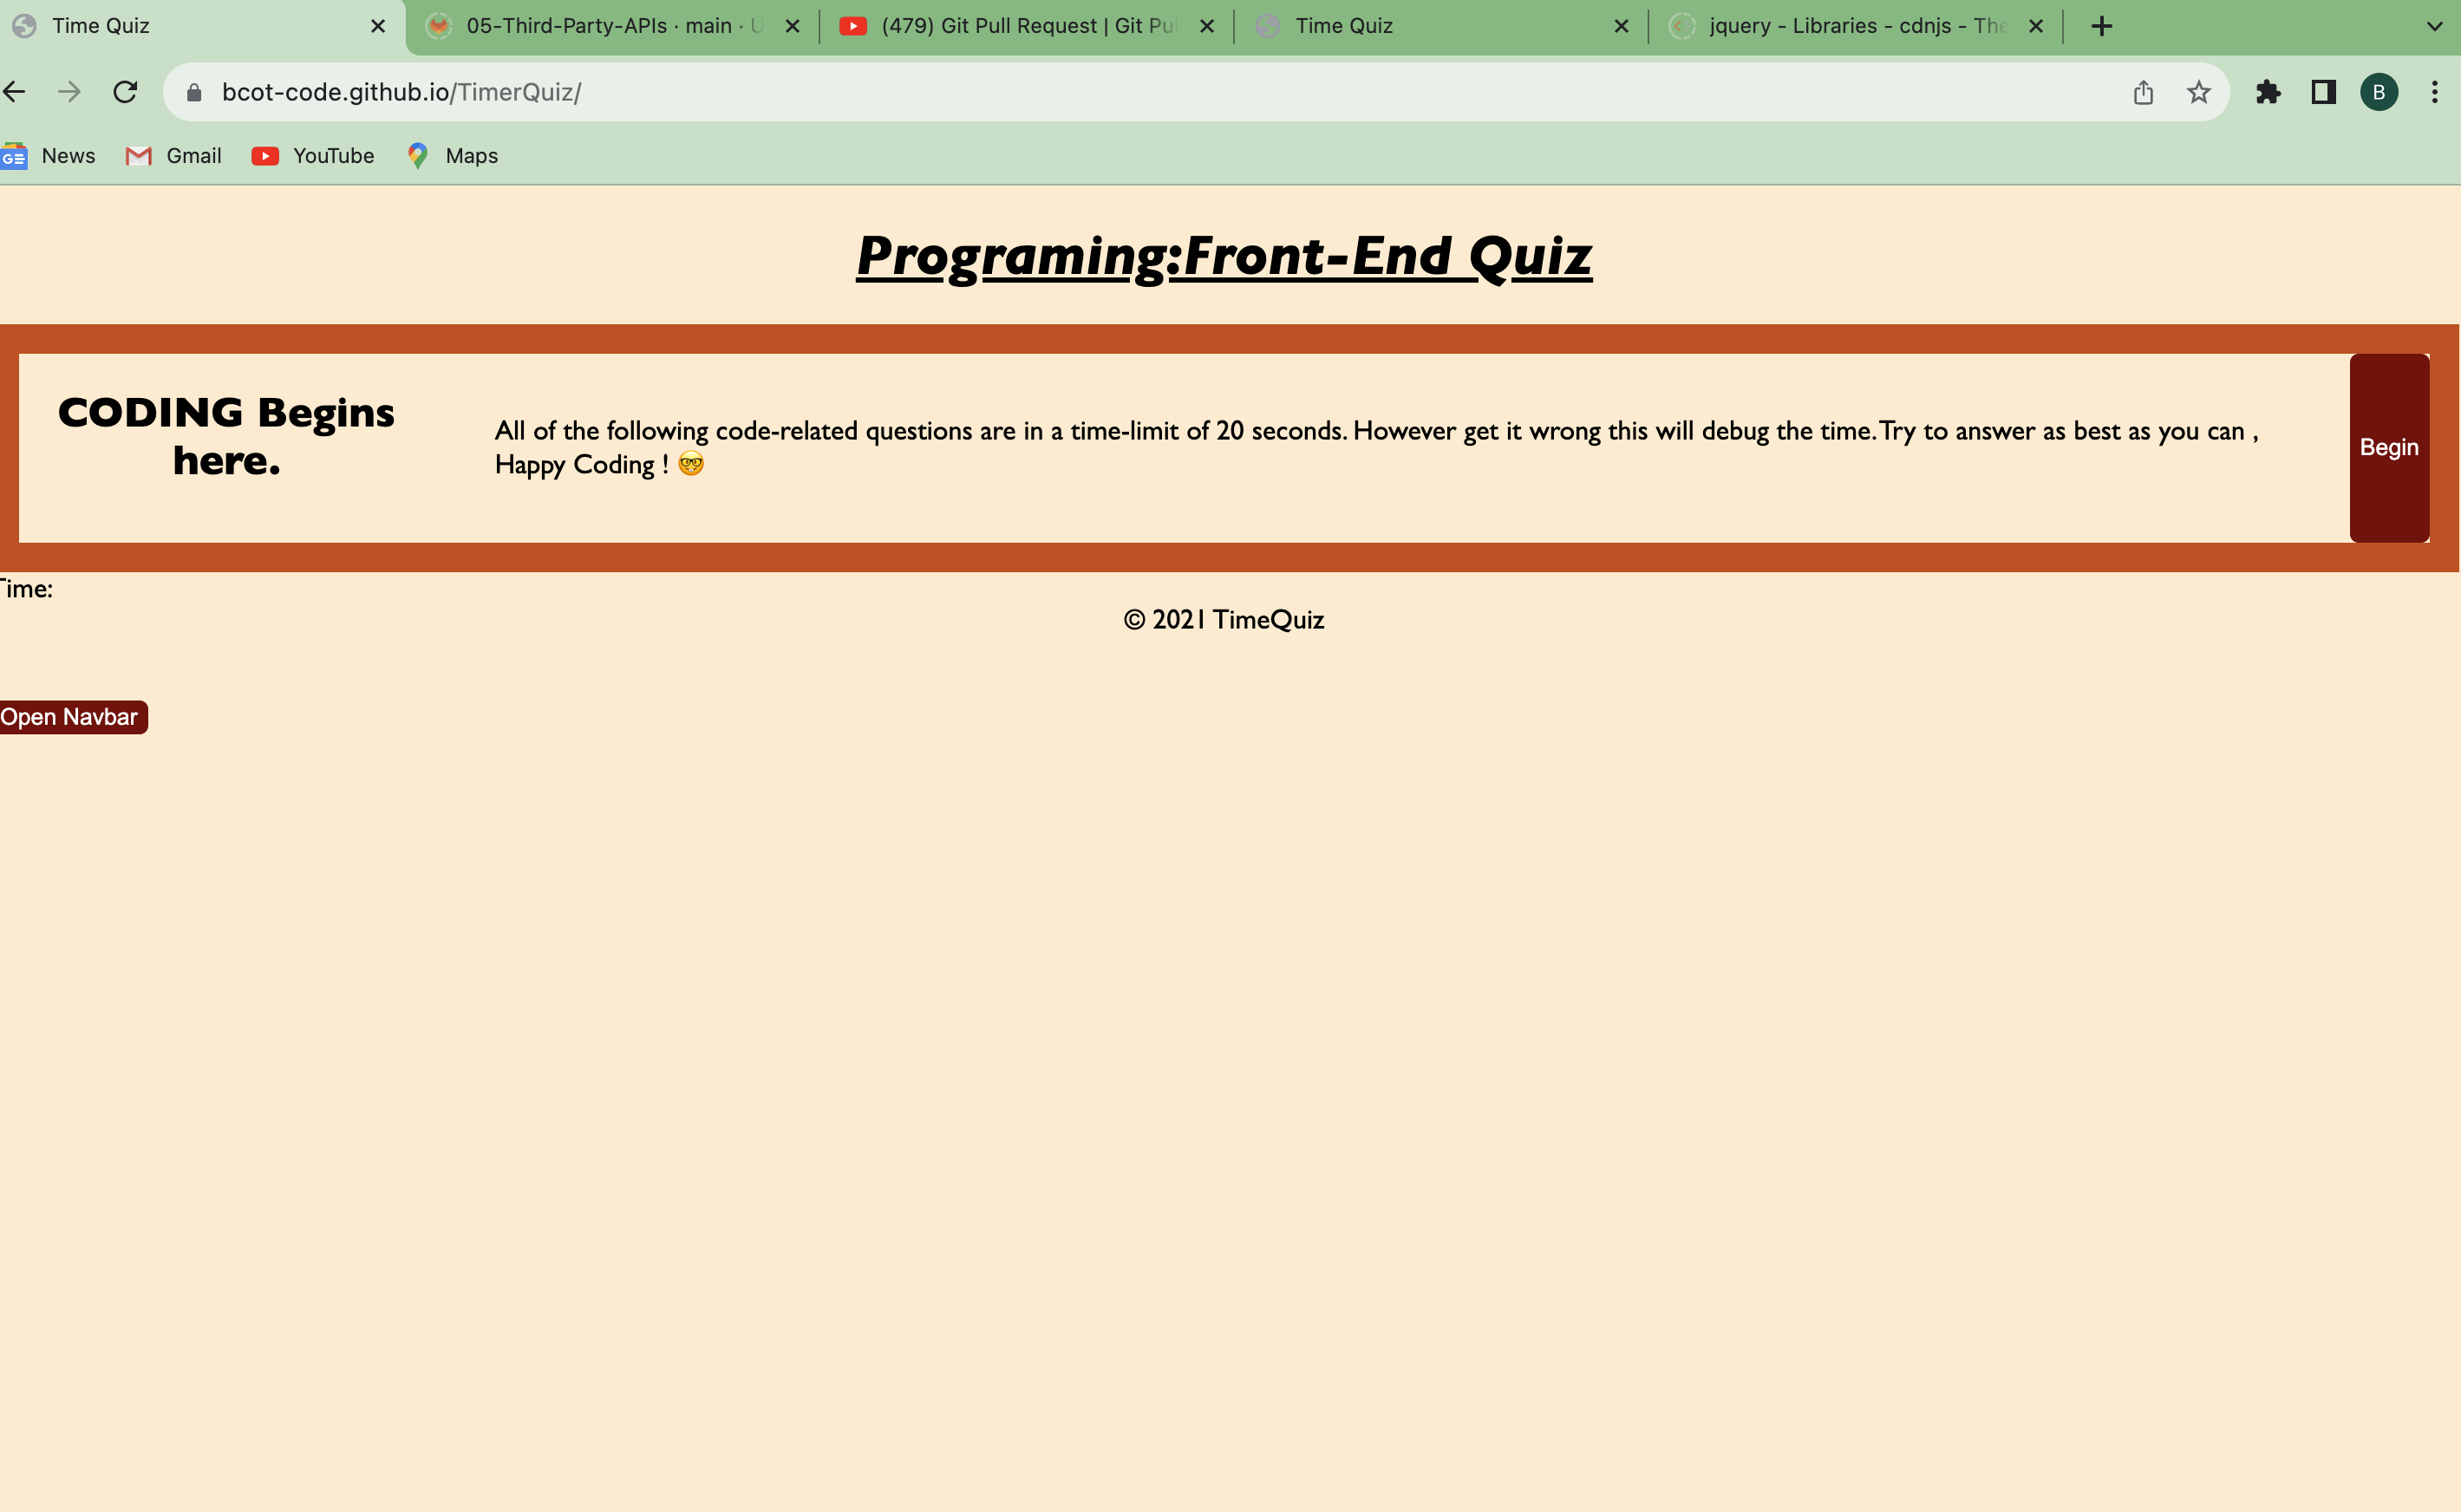 Time Quiz
05-Third-Party-APIs · main · U
(479) Git Pull Request | Git Pu
Time Quiz
jquery - Libraries - cdnjs - The
bcot-code.github.io/TimerQuiz/
B
GE News
Gmail
YouTube
Maps
Programing:Front-End Quiz
CODING Begins
here.
All of the following code-related questions are in a time-limit of 20 seconds. However get it wrong this will debug the time.Try to answer as best as you can ,
Happy Coding ! 🤓
Begin
Time:
© 2021 TimeQuiz
Open Navbar